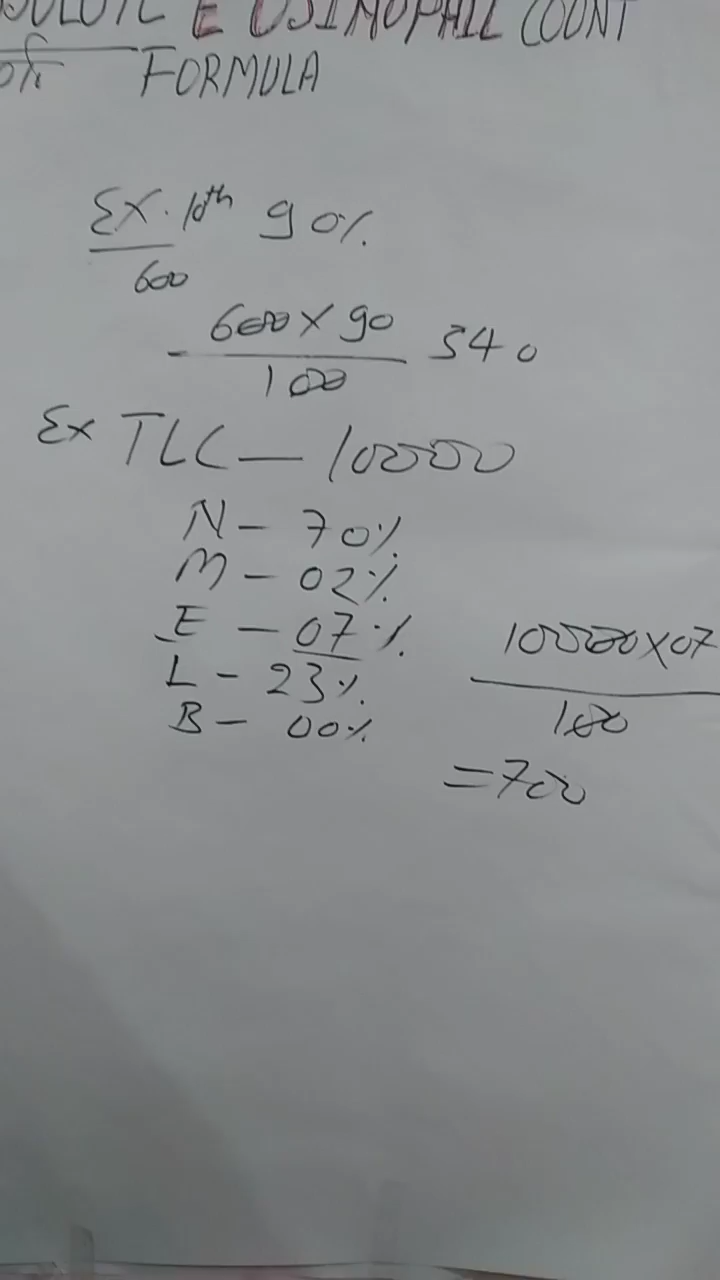 EOSINOPHIL COUNT
FORMULA
EX. 10th 90%
600
600 X 90 540
100
EX TLC — 10000
N – 70%
M – 02%
E – 07%
L – 23%
B – 00%
10000 X 07
100
= 700